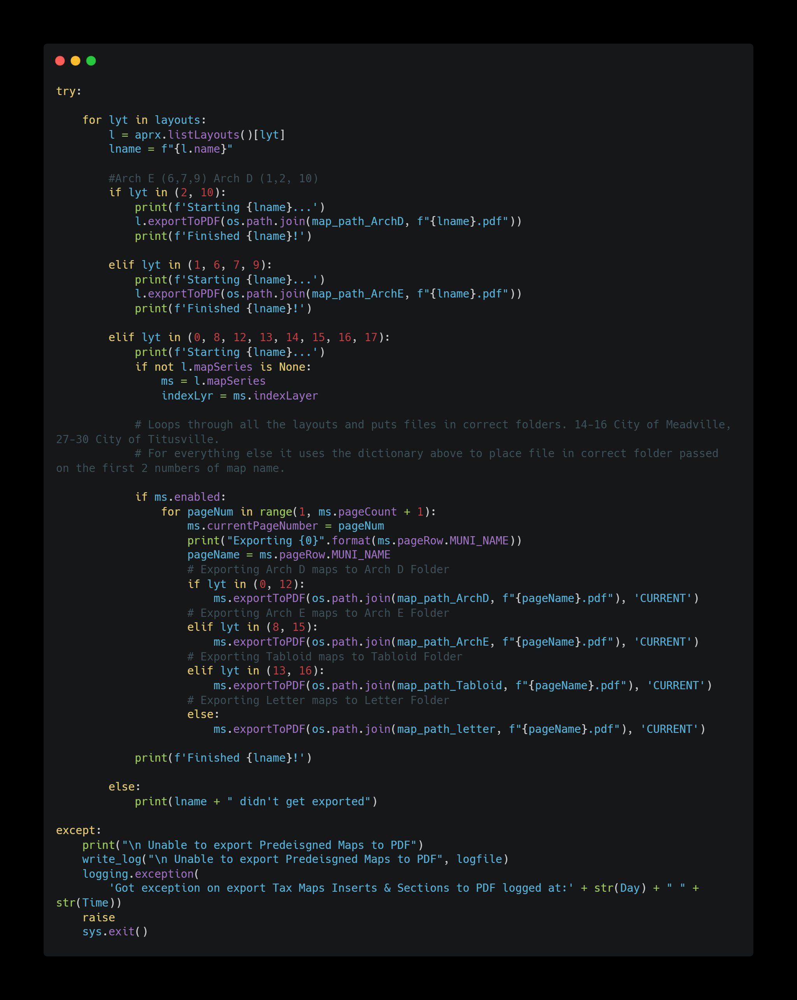 try:
    for lyt in layouts:
        l = aprx.listLayouts()[lyt]
        lname = f"{l.name}"
        #Arch E (6,7,9) Arch D (1,2, 10)
        if lyt in (2, 10):
            print(f'Starting {lname}...')
            l.exportToPDF(os.path.join(map_path_ArchD, f"{lname}.pdf"))
            print(f'Finished {lname}!')
        elif lyt in (1, 6, 7, 9):
            print(f'Starting {lname}...')
            l.exportToPDF(os.path.join(map_path_ArchE, f"{lname}.pdf"))
            print(f'Finished {lname}!')
        elif lyt in (0, 8, 12, 13, 14, 15, 16, 17):
            print(f'Starting {lname}...')
            if not l.mapSeries is None:
                ms = l.mapSeries
                indexLyr = ms.indexLayer
            # Loops through all the layouts and puts files in correct folders. 14-16 City of Meadville,
27-30 City of Titusville.
            # For everything else it uses the dictionary above to place file in correct folder passed
on the first 2 numbers of map name.
            if ms.enabled:
                for pageNum in range(1, ms.pageCount + 1):
                    ms.currentPageNumber = pageNum
                    print("Exporting {0}".format(ms.pageRow.MUNI_NAME))
                    pageName = ms.pageRow.MUNI_NAME
                    # Exporting Arch D maps to Arch D Folder
                    if lyt in (0, 12):
                        ms.exportToPDF(os.path.join(map_path_ArchD, f"{pageName}.pdf"), 'CURRENT')
                    # Exporting Arch E maps to Arch E Folder
                    elif lyt in (8, 15):
                        ms.exportToPDF(os.path.join(map_path_ArchE, f"{pageName}.pdf"), 'CURRENT')
                    # Exporting Tabloid maps to Tabloid Folder
                    elif lyt in (13, 16):
                        ms.exportToPDF(os.path.join(map_path_Tabloid, f"{pageName}.pdf"), 'CURRENT')
                    # Exporting Letter maps to Letter Folder
                    else:
                        ms.exportToPDF(os.path.join(map_path_letter, f"{pageName}.pdf"), 'CURRENT')
            print(f'Finished {lname}!')
        else:
            print(lname + " didn't get exported")
except:
    print("\n Unable to export Predeisgned Maps to PDF")
    write_log("\n Unable to export Predeisgned Maps to PDF", logfile)
    logging.exception(
        'Got exception on export Tax Maps Inserts & Sections to PDF logged at:' + str(Day) + " " +
str(Time))
    raise
    sys.exit()